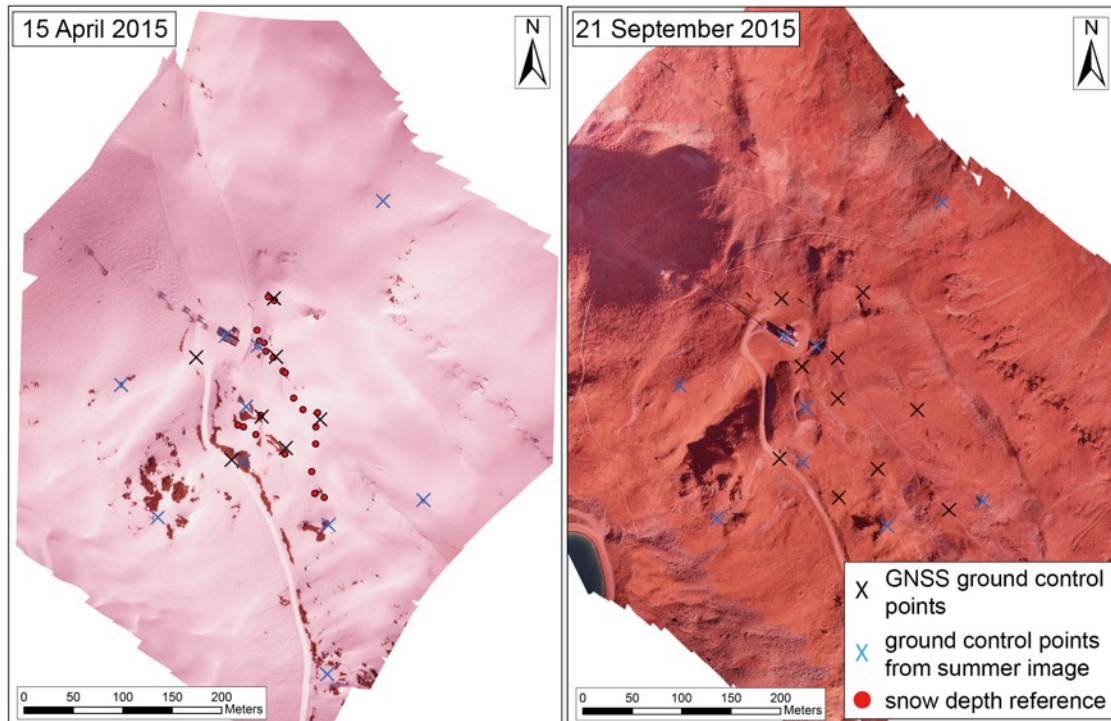 15 April 2015
N
0 50 100 150 200
Meters
21 September 2015
N
GNSS ground control
points
ground control points
from summer image
snow depth reference
0 50 100 150 200
Meters